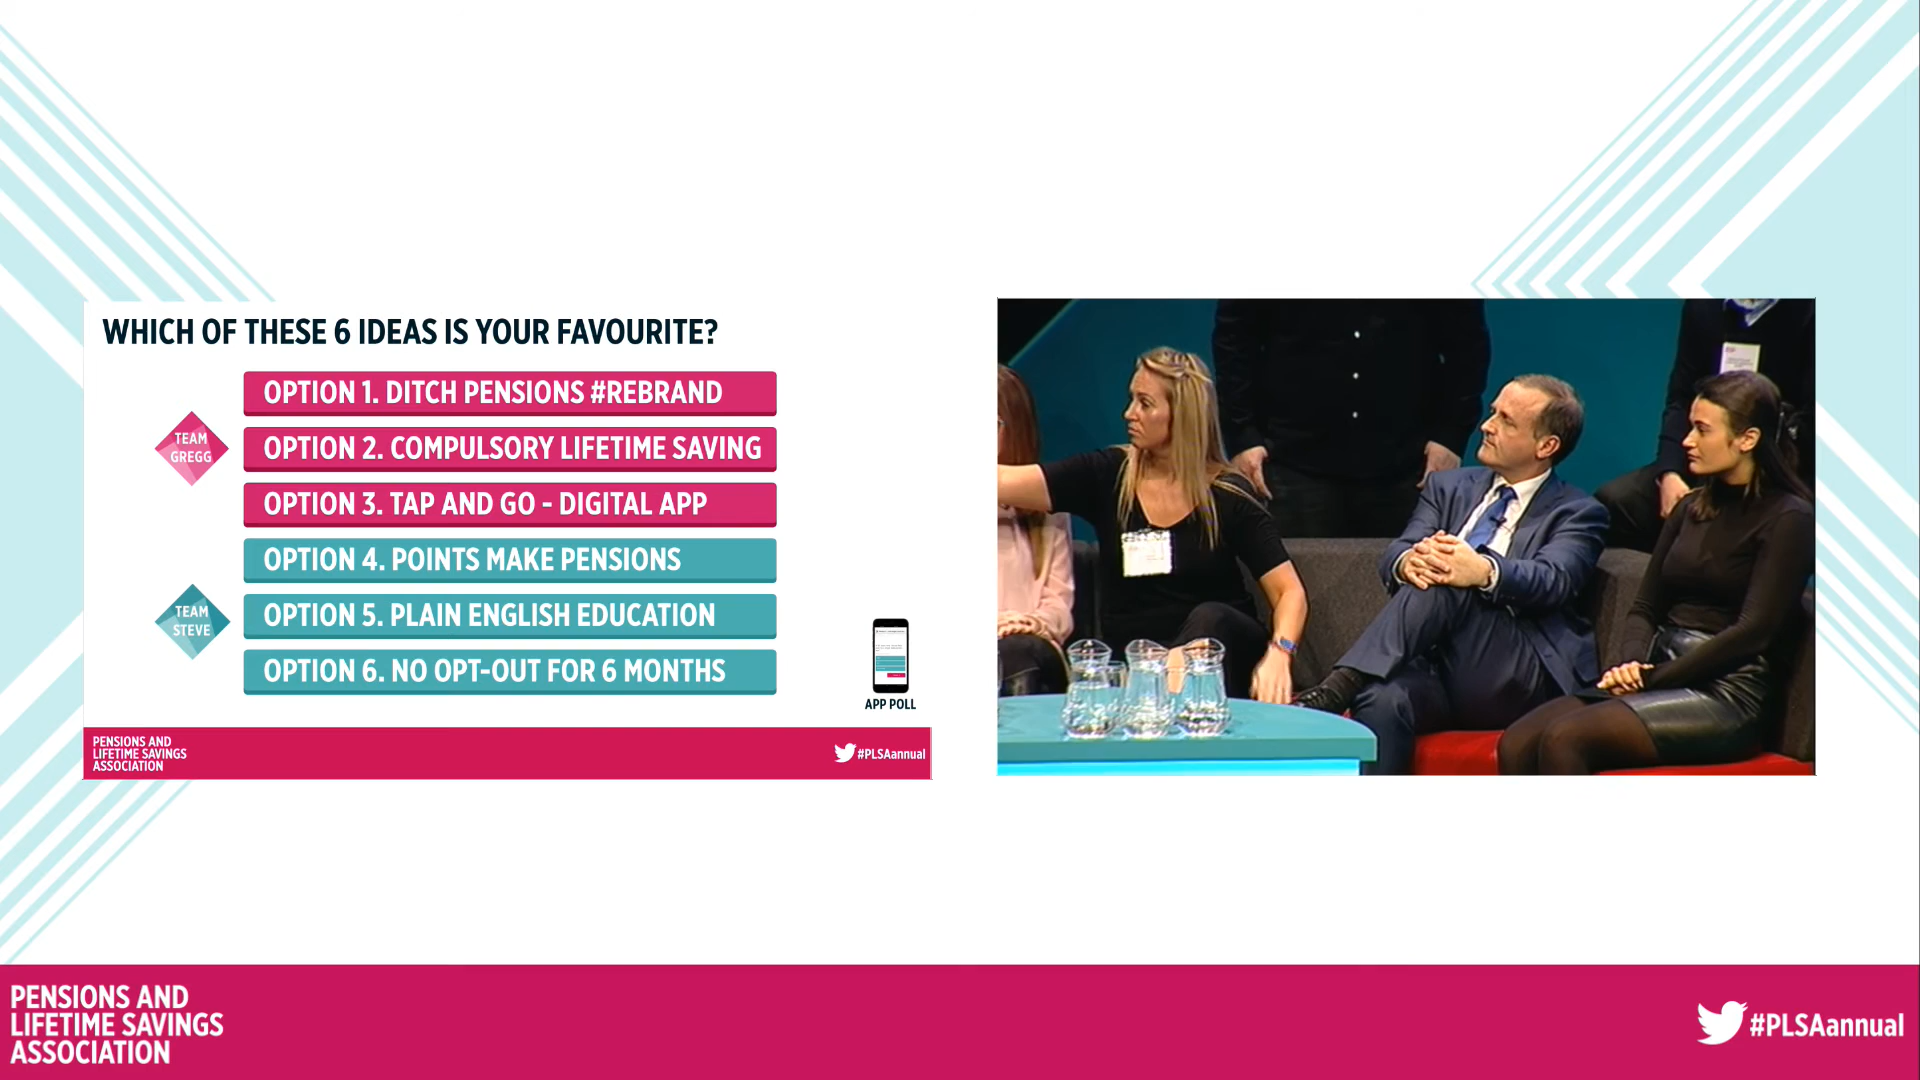 WHICH OF THESE 6 IDEAS IS YOUR FAVOURITE?
TEAM
GREGG
OPTION 1. DITCH PENSIONS #REBRAND
OPTION 2. COMPULSORY LIFETIME SAVING
OPTION 3. TAP AND GO - DIGITAL APP
TEAM
STEVE
OPTION 4. POINTS MAKE PENSIONS
OPTION 5. PLAIN ENGLISH EDUCATION
OPTION 6. NO OPT-OUT FOR 6 MONTHS
APP POLL
PENSIONS AND
LIFETIME SAVINGS
ASSOCIATION
#PLSAannual
PENSIONS AND
LIFETIME SAVINGS
ASSOCIATION
#PLSAannual